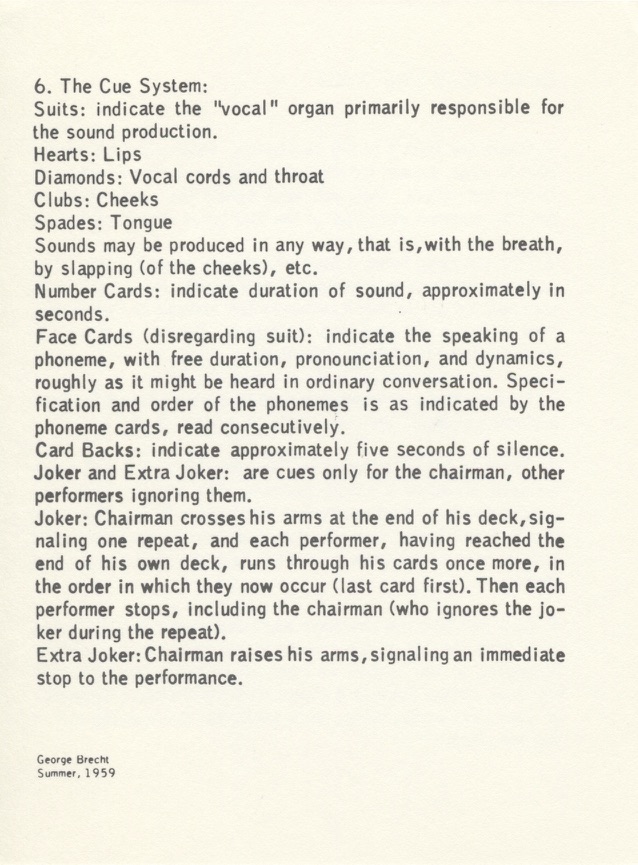 6. The Cue System:
Suits: indicate the "vocal" organ primarily responsible for
the sound production.
Hearts: Lips
Diamonds: Vocal cords and throat
Clubs: Cheeks
Spades: Tongue
Sounds may be produced in any way, that is, with the breath,
by slapping (of the cheeks), etc.
Number Cards: indicate duration of sound, approximately in
seconds.
Face Cards (disregarding suit): indicate the speaking of a
phoneme, with free duration, pronounciation, and dynamics,
roughly as it might be heard in ordinary conversation. Speci-
fication and order of the phonemes is as indicated by the
phoneme cards, read consecutively.
Card Backs: indicate approximately five seconds of silence.
Joker and Extra Joker: are cues only for the chairman, other
performers ignoring them.
Joker: Chairman crosses his arms at the end of his deck, sig-
naling one repeat, and each performer, having reached the
end of his own deck, runs through his cards once more, in
the order in which they now occur (last card first). Then each
performer stops, including the chairman (who ignores the jo-
ker during the repeat).
Extra Joker: Chairman raises his arms, signaling an immediate
stop to the performance.
George Brecht
Summer, 1959